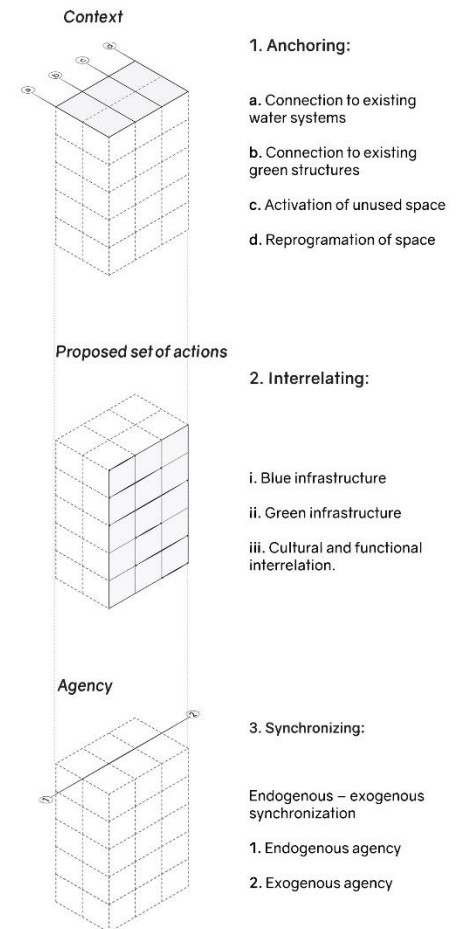 Context
a
b
c
d
1. Anchoring:
a. Connection to existing
water systems
b. Connection to existing
green structures
c. Activation of unused space
d. Reprogramation of space
Proposed set of actions
2. Interrelating:
i. Blue infrastructure
ii. Green infrastructure
iii. Cultural and functional
interrelation.
Agency
2
1
3. Synchronizing:
Endogenous – exogenous
synchronization
1. Endogenous agency
2. Exogenous agency